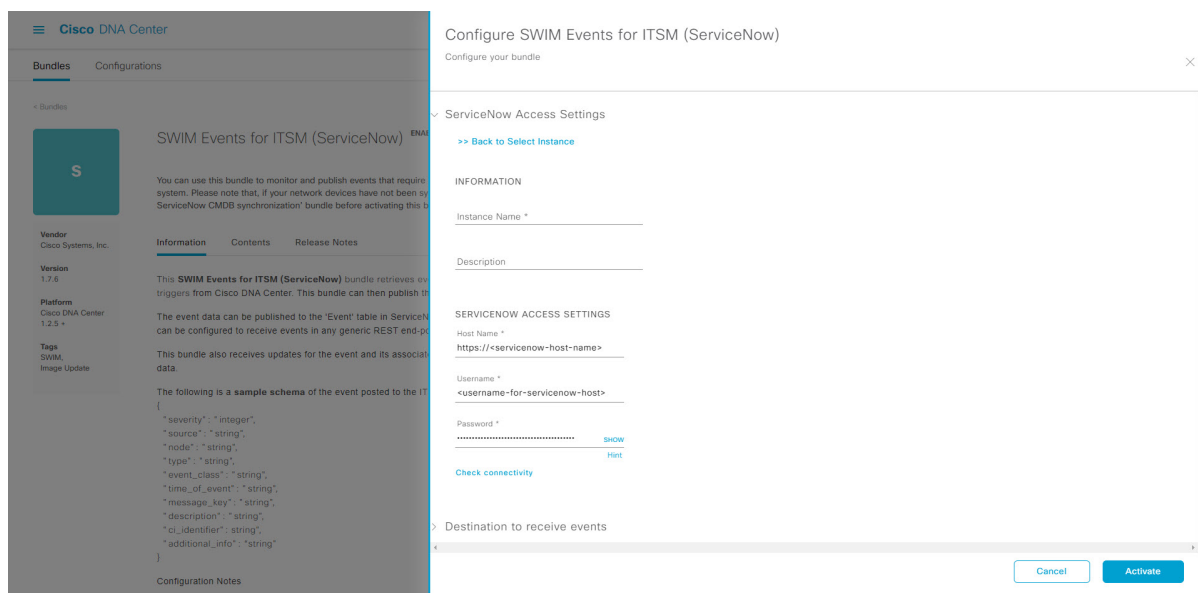 Cisco DNA Center
Bundles Configurations
< Bundles
S
Vendor
Cisco Systems, Inc.
Version
1.7.6
Platform
Cisco DNA Center
1.2.5 +
Tags
SWIM,
Image Update
SWIM Events for ITSM (ServiceNow)
You can use this bundle to monitor and publish events that require
system. Please note that, if your network devices have not been
ServiceNow CMDB synchronization' bundle before activating this
Information Contents Release Notes
This SWIM Events for ITSM (ServiceNow) bundle retrieves
triggers from Cisco DNA Center. This bundle can then publish
The event data can be published to the 'Event' table in
can be configured to receive events in any generic REST
This bundle also receives updates for the event and its
data.
The following is a sample schema of the event posted to the
{
"severity" : "integer",
"source" : "string",
"node" : "string",
"type" : "string",
"event_class" : "string",
"time_of_event" : "string",
"message_key" : "string",
"description" : "string",
"ci_identifier" : string",
"additional_info" : "string"
}
Configuration Notes
Configure SWIM Events for ITSM (ServiceNow)
Configure your bundle
ServiceNow Access Settings
>> Back to Select Instance
INFORMATION
Instance Name *
Description
SERVICENOW ACCESS SETTINGS
Host Name *
https://<servicenow-host-name>
Username *
<username-for-servicenow-host>
Password *
SHOW
Hint
Check connectivity
Destination to receive events
Cancel Activate